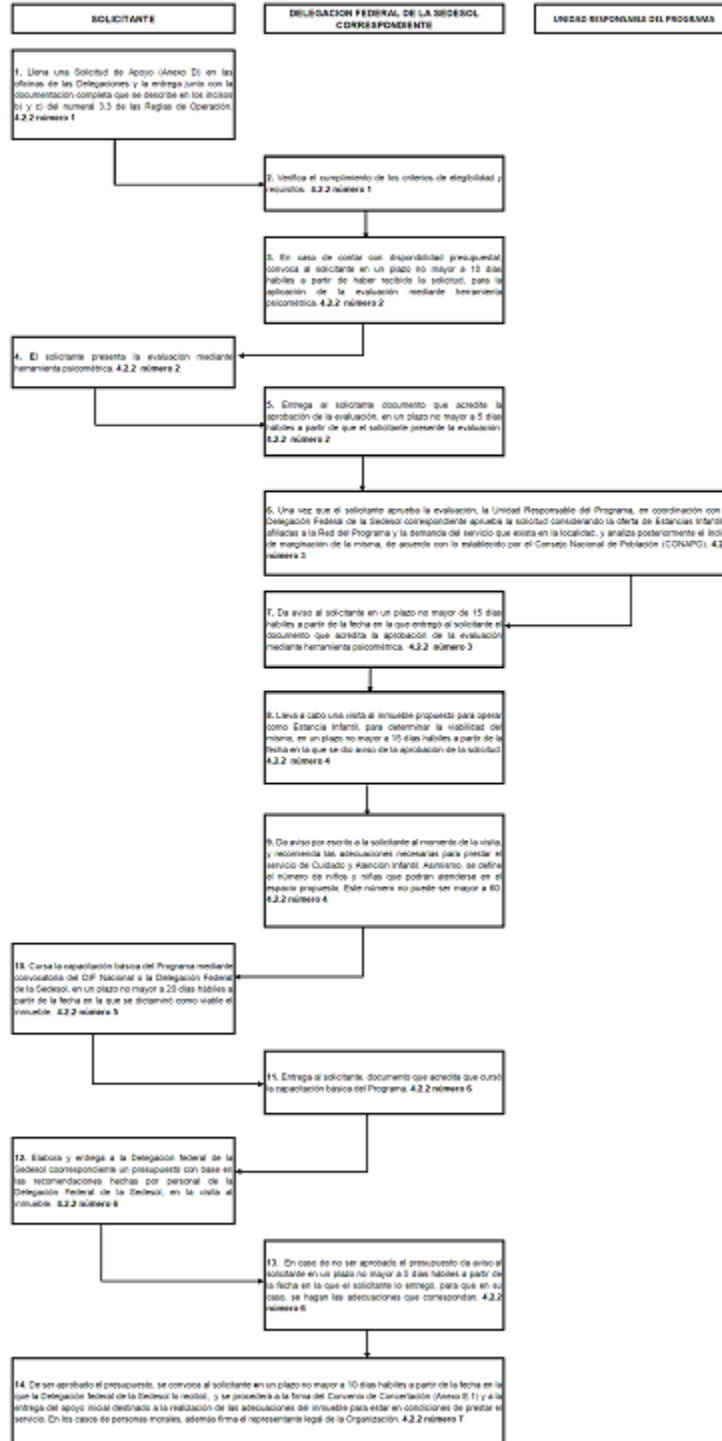 SOLICITANTE
DELEGACION FEDERAL DE LA SEDESOL
CORRESPONDIENTE
UNIDAD RESPONSABLE DEL PROGRAMA
1. Llena una Solicitud de Apoyo (Anexo D) en las
oficinas de las Delegaciones y la entrega junto con la
documentación completa que se describe en los incisos
b) y c) del numeral 3.3 de las Reglas de Operación.
4.2.2 número 1
2. Verifica el cumplimiento de los criterios de elegibilidad y
requisitos. 4.2.2 número 1
3. En caso de contar con disponibilidad presupuestal,
convoca al solicitante en un plazo no mayor a 10 días
hábiles a partir de haber recibido la solicitud, para la
aplicación de la evaluación mediante herramienta
psicométrica. 4.2.2 número 2
4. El solicitante presenta la evaluación mediante
herramienta psicométrica. 4.2.2 número 2
5. Entrega al solicitante documento que acredite la
aprobación de la evaluación, en un plazo no mayor a 5 días
hábiles a partir de que el solicitante presente la evaluación.
4.2.2 número 2
6. Una vez que el solicitante aprueba la evaluación, la Unidad Responsable del Programa, en coordinación con
Delegación Federal de la Sedesol correspondiente aprueba la solicitud considerando la oferta de Estancias Infantil
afiliadas a la Red del Programa y la demanda del servicio que exista en la localidad, y analiza posteriormente el índi
de marginación de la misma, de acuerdo con lo establecido por el Consejo Nacional de Población (CONAPO). 4.2
número 3
7. Da aviso al solicitante en un plazo no mayor de 15 días
hábiles a partir de la fecha en la que entregó al solicitante el
documento que acredita la aprobación de la evaluación
mediante herramienta psicométrica. 4.2.2 número 3
8. Lleva a cabo una visita al inmueble propuesto para operar
como Estancia Infantil, para determinar la viabilidad del
mismo, en un plazo no mayor a 15 días hábiles a partir de la
fecha en la que se dio aviso de la aprobación de la solicitud.
4.2.2 número 4
9. Da aviso por escrito a la solicitante al momento de la visita,
y recomienda las adecuaciones necesarias para prestar el
servicio de Cuidado y Atención Infantil. Asimismo, se define
el número de niños y niñas que podrán atenderse en el
espacio propuesto. Este número no puede ser mayor a 60.
4.2.2 número 4
10. Cursa la capacitación básica del Programa mediante
convocatoria del DIF Nacional o la Delegación Federal
de la Sedesol, en un plazo no mayor a 20 días hábiles a
partir de la fecha en la que se dictaminó como viable el
inmueble. 4.2.2 número 5
11. Entrega al solicitante, documento que acredita que cursó
la capacitación básica del Programa. 4.2.2 número 6
12. Elabora y entrega a la Delegación federal de la
Sedesol coorrespondiente un presupuesto con base en
las recomendaciones hechas por personal de la
Delegación Federal de la Sedesol, en la visita al
inmueble. 4.2.2 número 6
13. En caso de no ser aprobado el presupuesto da aviso al
solicitante en un plazo no mayor a 5 días hábiles a partir de
la fecha en la que el solicitante lo entregó, para que en su
caso, se hagan las adecuaciones que correspondan. 4.2.2
número 6
14. De ser aprobado el presupuesto, se convoca al solicitante en un plazo no mayor a 10 días hábiles a partir de la fecha en la
que la Delegación federal de la Sedesol lo recibió, y se procederá a la firma del Convenio de Concertación (Anexo E.1) y a la
entrega del apoyo inicial destinado a la realización de las adecuaciones del inmueble para estar en condiciones de prestar el
servicio. En los casos de personas morales, además firma el representante legal de la Organización. 4.2.2 número 7